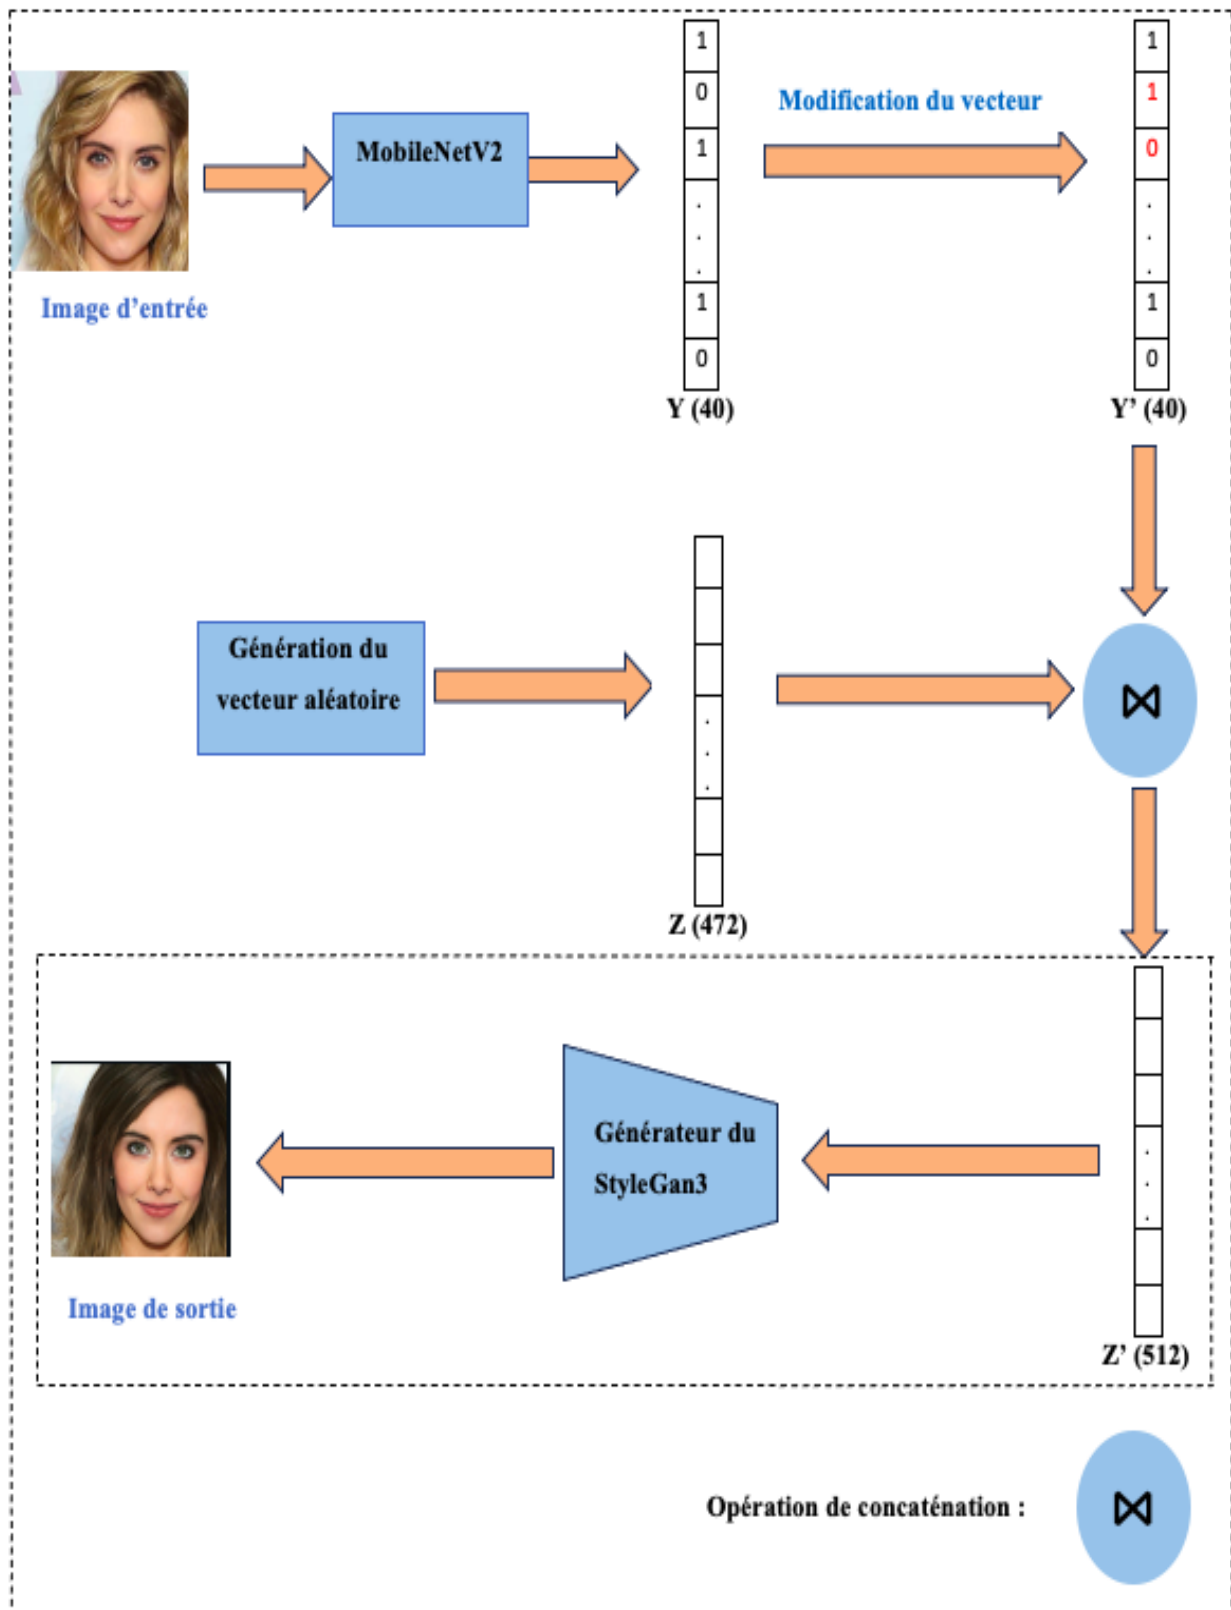 1
0
1
.
.
.
1
0
Y (40)
Modification du vecteur
1
1
0
.
.
.
1
0
Y’ (40)
MobileNetV2
Image d’entrée
Génération du
vecteur aléatoire
.
.
.
Z (472)
⋈
Générateur du
StyleGan3
.
.
.
Z’ (512)
Image de sortie
Opération de concaténation :
⋈